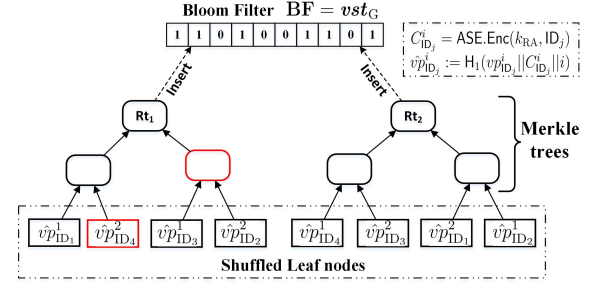 Bloom Filter BF = vst_G
1 1 0 1 0 0 1 1 0 1
C^i_{ID_j} = ASE.Enc(k_RA, ID_j)
v̂p^i_{ID_j} := H_1(vp^i_{ID_j}||C^i_{ID_j}||i)
Insert
Insert
Rt_1
Rt_2
Merkle
trees
v̂p^1_{ID_1} v̂p^2_{ID_4} v̂p^1_{ID_3} v̂p^2_{ID_2} v̂p^1_{ID_4} v̂p^2_{ID_3} v̂p^2_{ID_1} v̂p^1_{ID_2}
Shuffled Leaf nodes